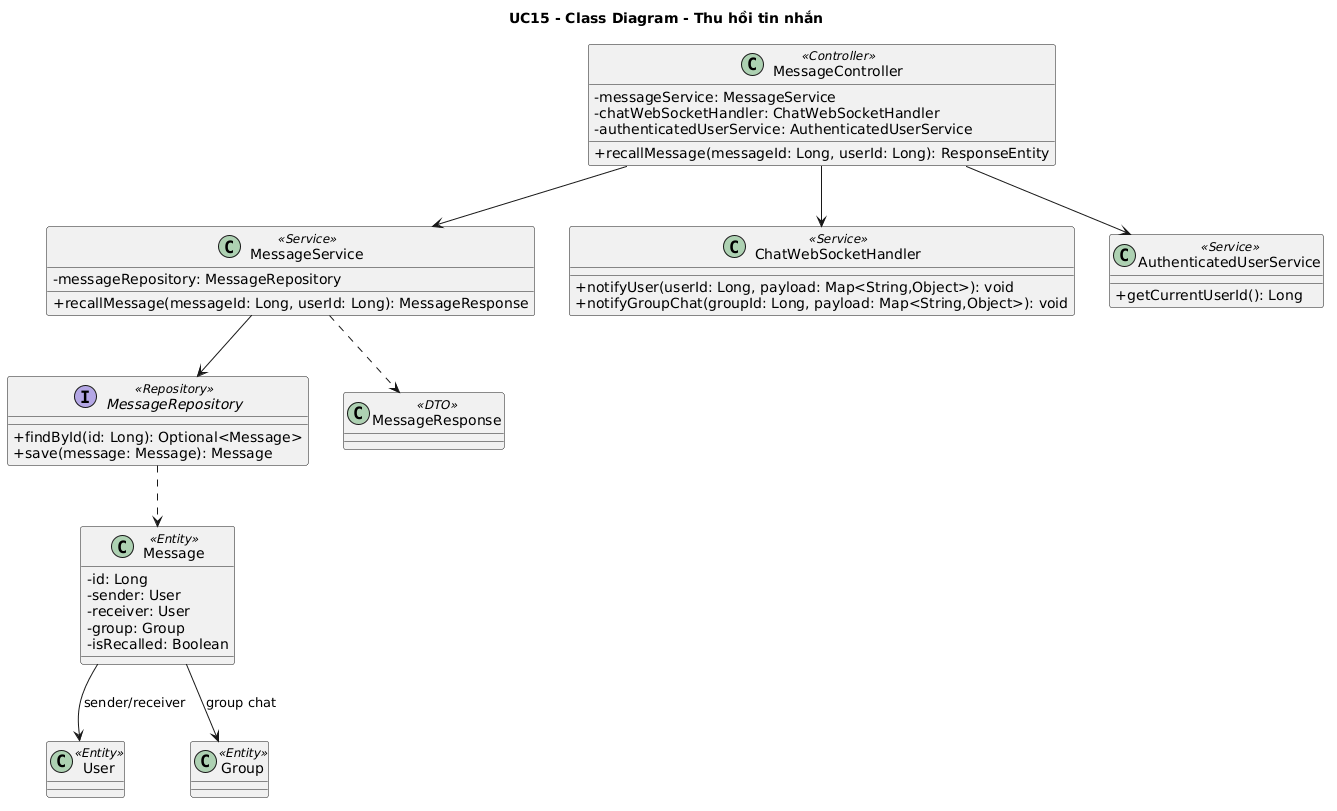 UC15 - Class Diagram - Thu hồi tin nhắn
«Controller»
C
MessageController
-messageService: MessageService
-chatWebSocketHandler: ChatWebSocketHandler
-authenticatedUserService: AuthenticatedUserService
+recallMessage(messageId: Long, userId: Long): ResponseEntity
«Service»
C
MessageService
-messageRepository: MessageRepository
+recallMessage(messageId: Long, userId: Long): MessageResponse
«Service»
C
ChatWebSocketHandler
+notifyUser(userId: Long, payload: Map<String,Object>): void
+notifyGroupChat(groupId: Long, payload: Map<String,Object>): void
«Service»
C
AuthenticatedUserService
+getCurrentUserId(): Long
«Repository»
I
MessageRepository
+findById(id: Long): Optional<Message>
+save(message: Message): Message
«DTO»
C
MessageResponse
«Entity»
C
Message
-id: Long
-sender: User
-receiver: User
-group: Group
-isRecalled: Boolean
sender/receiver
group chat
«Entity»
C
User
«Entity»
C
Group